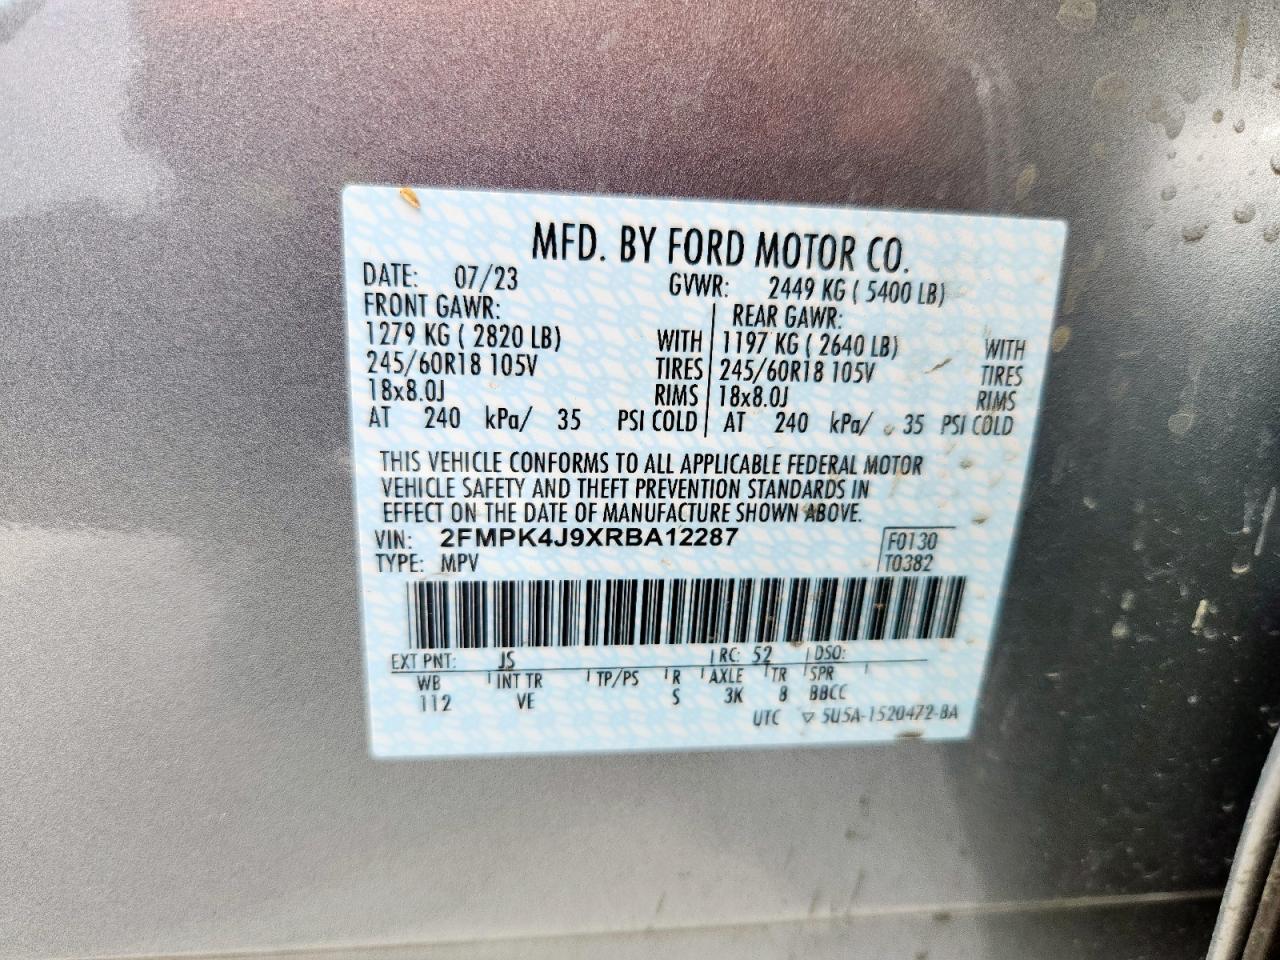 MFD. BY FORD MOTOR CO.
DATE: 07/23 GVWR: 2449 KG ( 5400 LB)
FRONT GAWR: REAR GAWR:
1279 KG ( 2820 LB) WITH 1197 KG ( 2640 LB) WITH
245/60R18 105V TIRES 245/60R18 105V TIRES
18x8.0J RIMS 18x8.0J RIMS
AT 240 kPa/ 35 PSI COLD AT 240 kPa/ 35 PSI COLD
THIS VEHICLE CONFORMS TO ALL APPLICABLE FEDERAL MOTOR
VEHICLE SAFETY AND THEFT PREVENTION STANDARDS IN
EFFECT ON THE DATE OF MANUFACTURE SHOWN ABOVE.
VIN: 2FMPK4J9XRBA12287 F0130
TYPE: MPV T0382
EXT PNT: JS RC: 52 DSO:
WB INT TR TP/PS R AXLE TR SPR
112 VE S 3K 8 BBCC
UTC ▽ 5U5A-1520472-BA